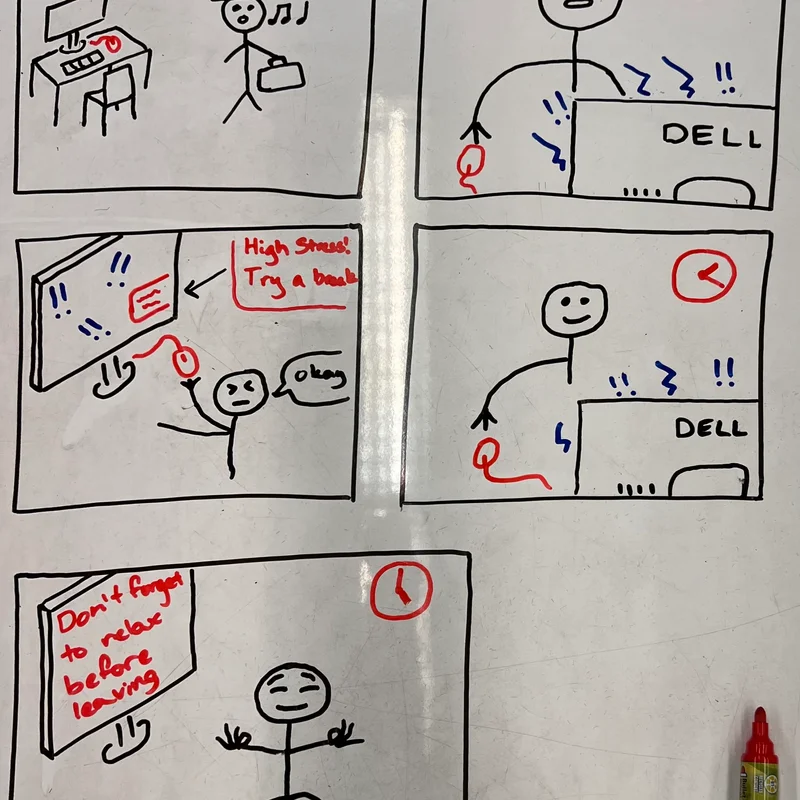 DELL
High Stress!
Try a break
okay
DELL
Don't forget
to relax
before
leaving